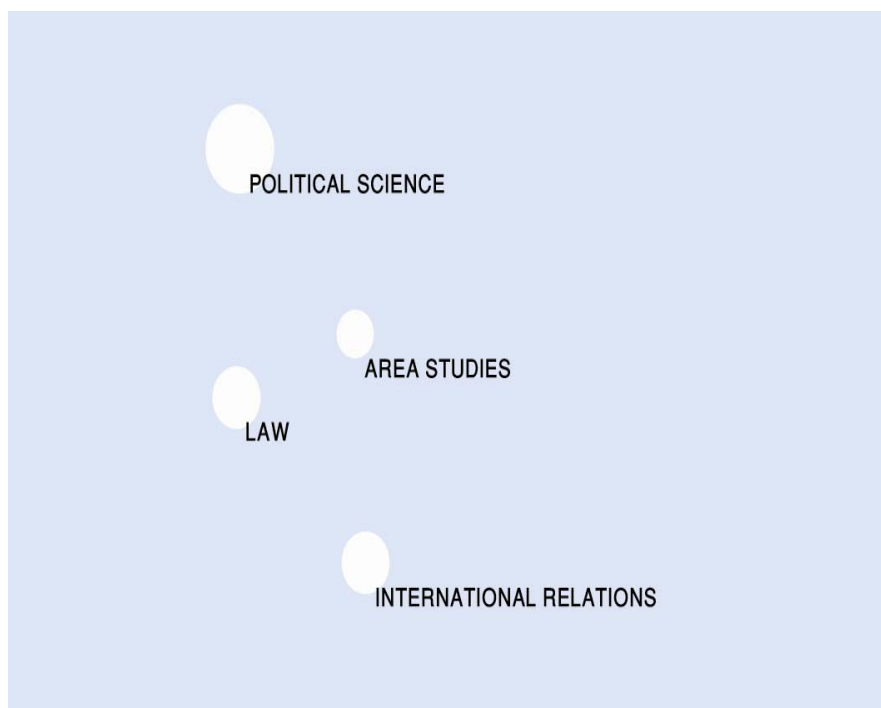 POLITICAL SCIENCE
AREA STUDIES
LAW
INTERNATIONAL RELATIONS